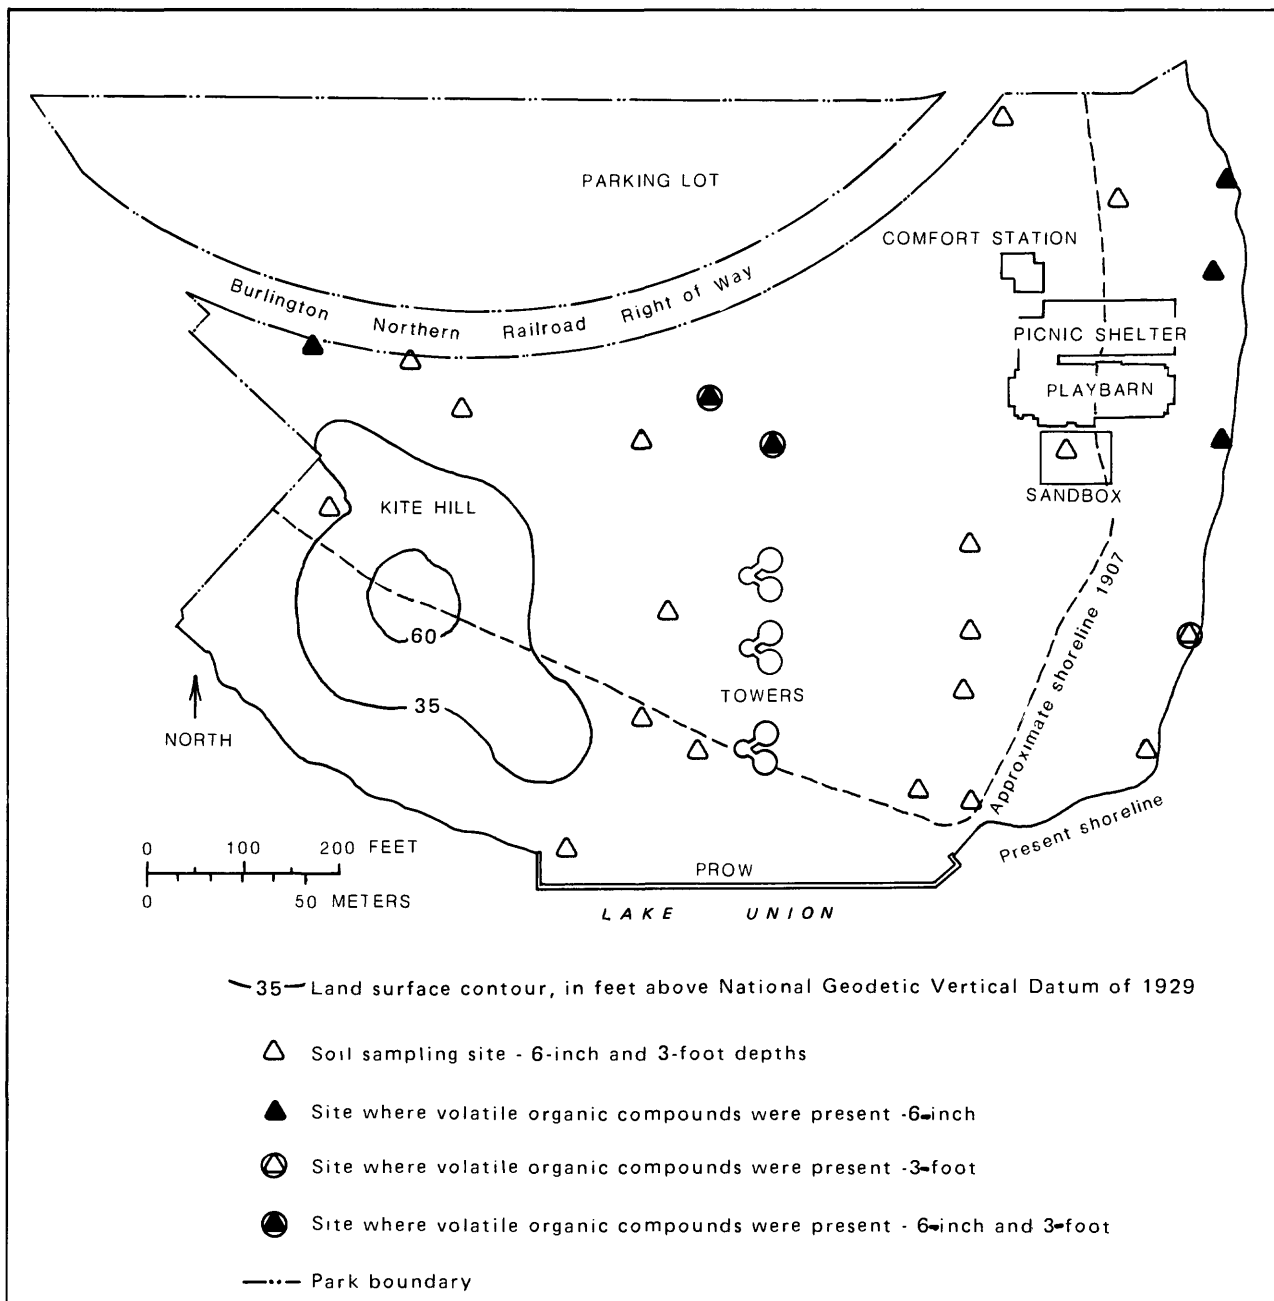 PARKING LOT
COMFORT STATION
Burlington Northern Railroad Right of Way
PICNIC SHELTER
PLAYBARN
SANDBOX
KITE HILL
60
35
TOWERS
NORTH
Approximate shoreline 1907
Present shoreline
0 100 200 FEET
0 50 METERS
PROW
LAKE UNION
35 Land surface contour, in feet above National Geodetic Vertical Datum of 1929
Soil sampling site - 6-inch and 3-foot depths
Site where volatile organic compounds were present -6-inch
Site where volatile organic compounds were present -3-foot
Site where volatile organic compounds were present - 6-inch and 3-foot
Park boundary